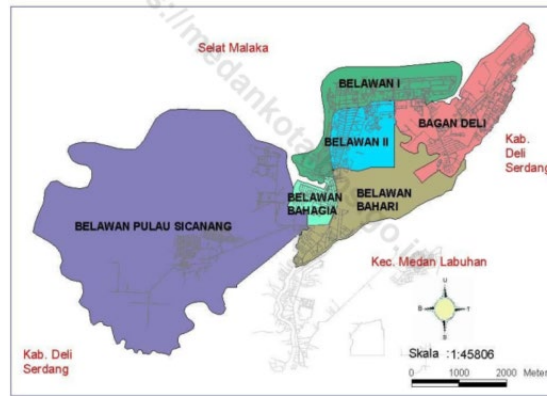 Selat Malaka
BELAWAN I
BAGAN DELI
BELAWAN II
Kab.
Deli
Serdang
BELAWAN
BAHAGIA
BELAWAN
BAHARI
BELAWAN PULAU SICANANG
Kec. Medan Labuhan
U
B
T
S
Kab. Deli
Serdang
Skala :1:45806
0 1000 2000 Meter